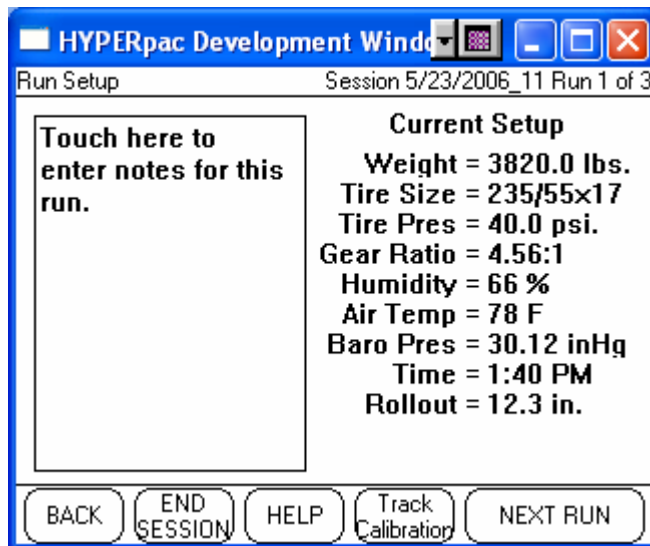 HYPERpac Development Windo
Run Setup
Session 5/23/2006_11 Run 1 of 3
Touch here to
enter notes for this
run.
Current Setup
Weight = 3820.0 lbs.
Tire Size = 235/55x17
Tire Pres = 40.0 psi.
Gear Ratio = 4.56:1
Humidity = 66 %
Air Temp = 78 F
Baro Pres = 30.12 inHg
Time = 1:40 PM
Rollout = 12.3 in.
BACK
END
SESSION
HELP
Track
Calibration
NEXT RUN